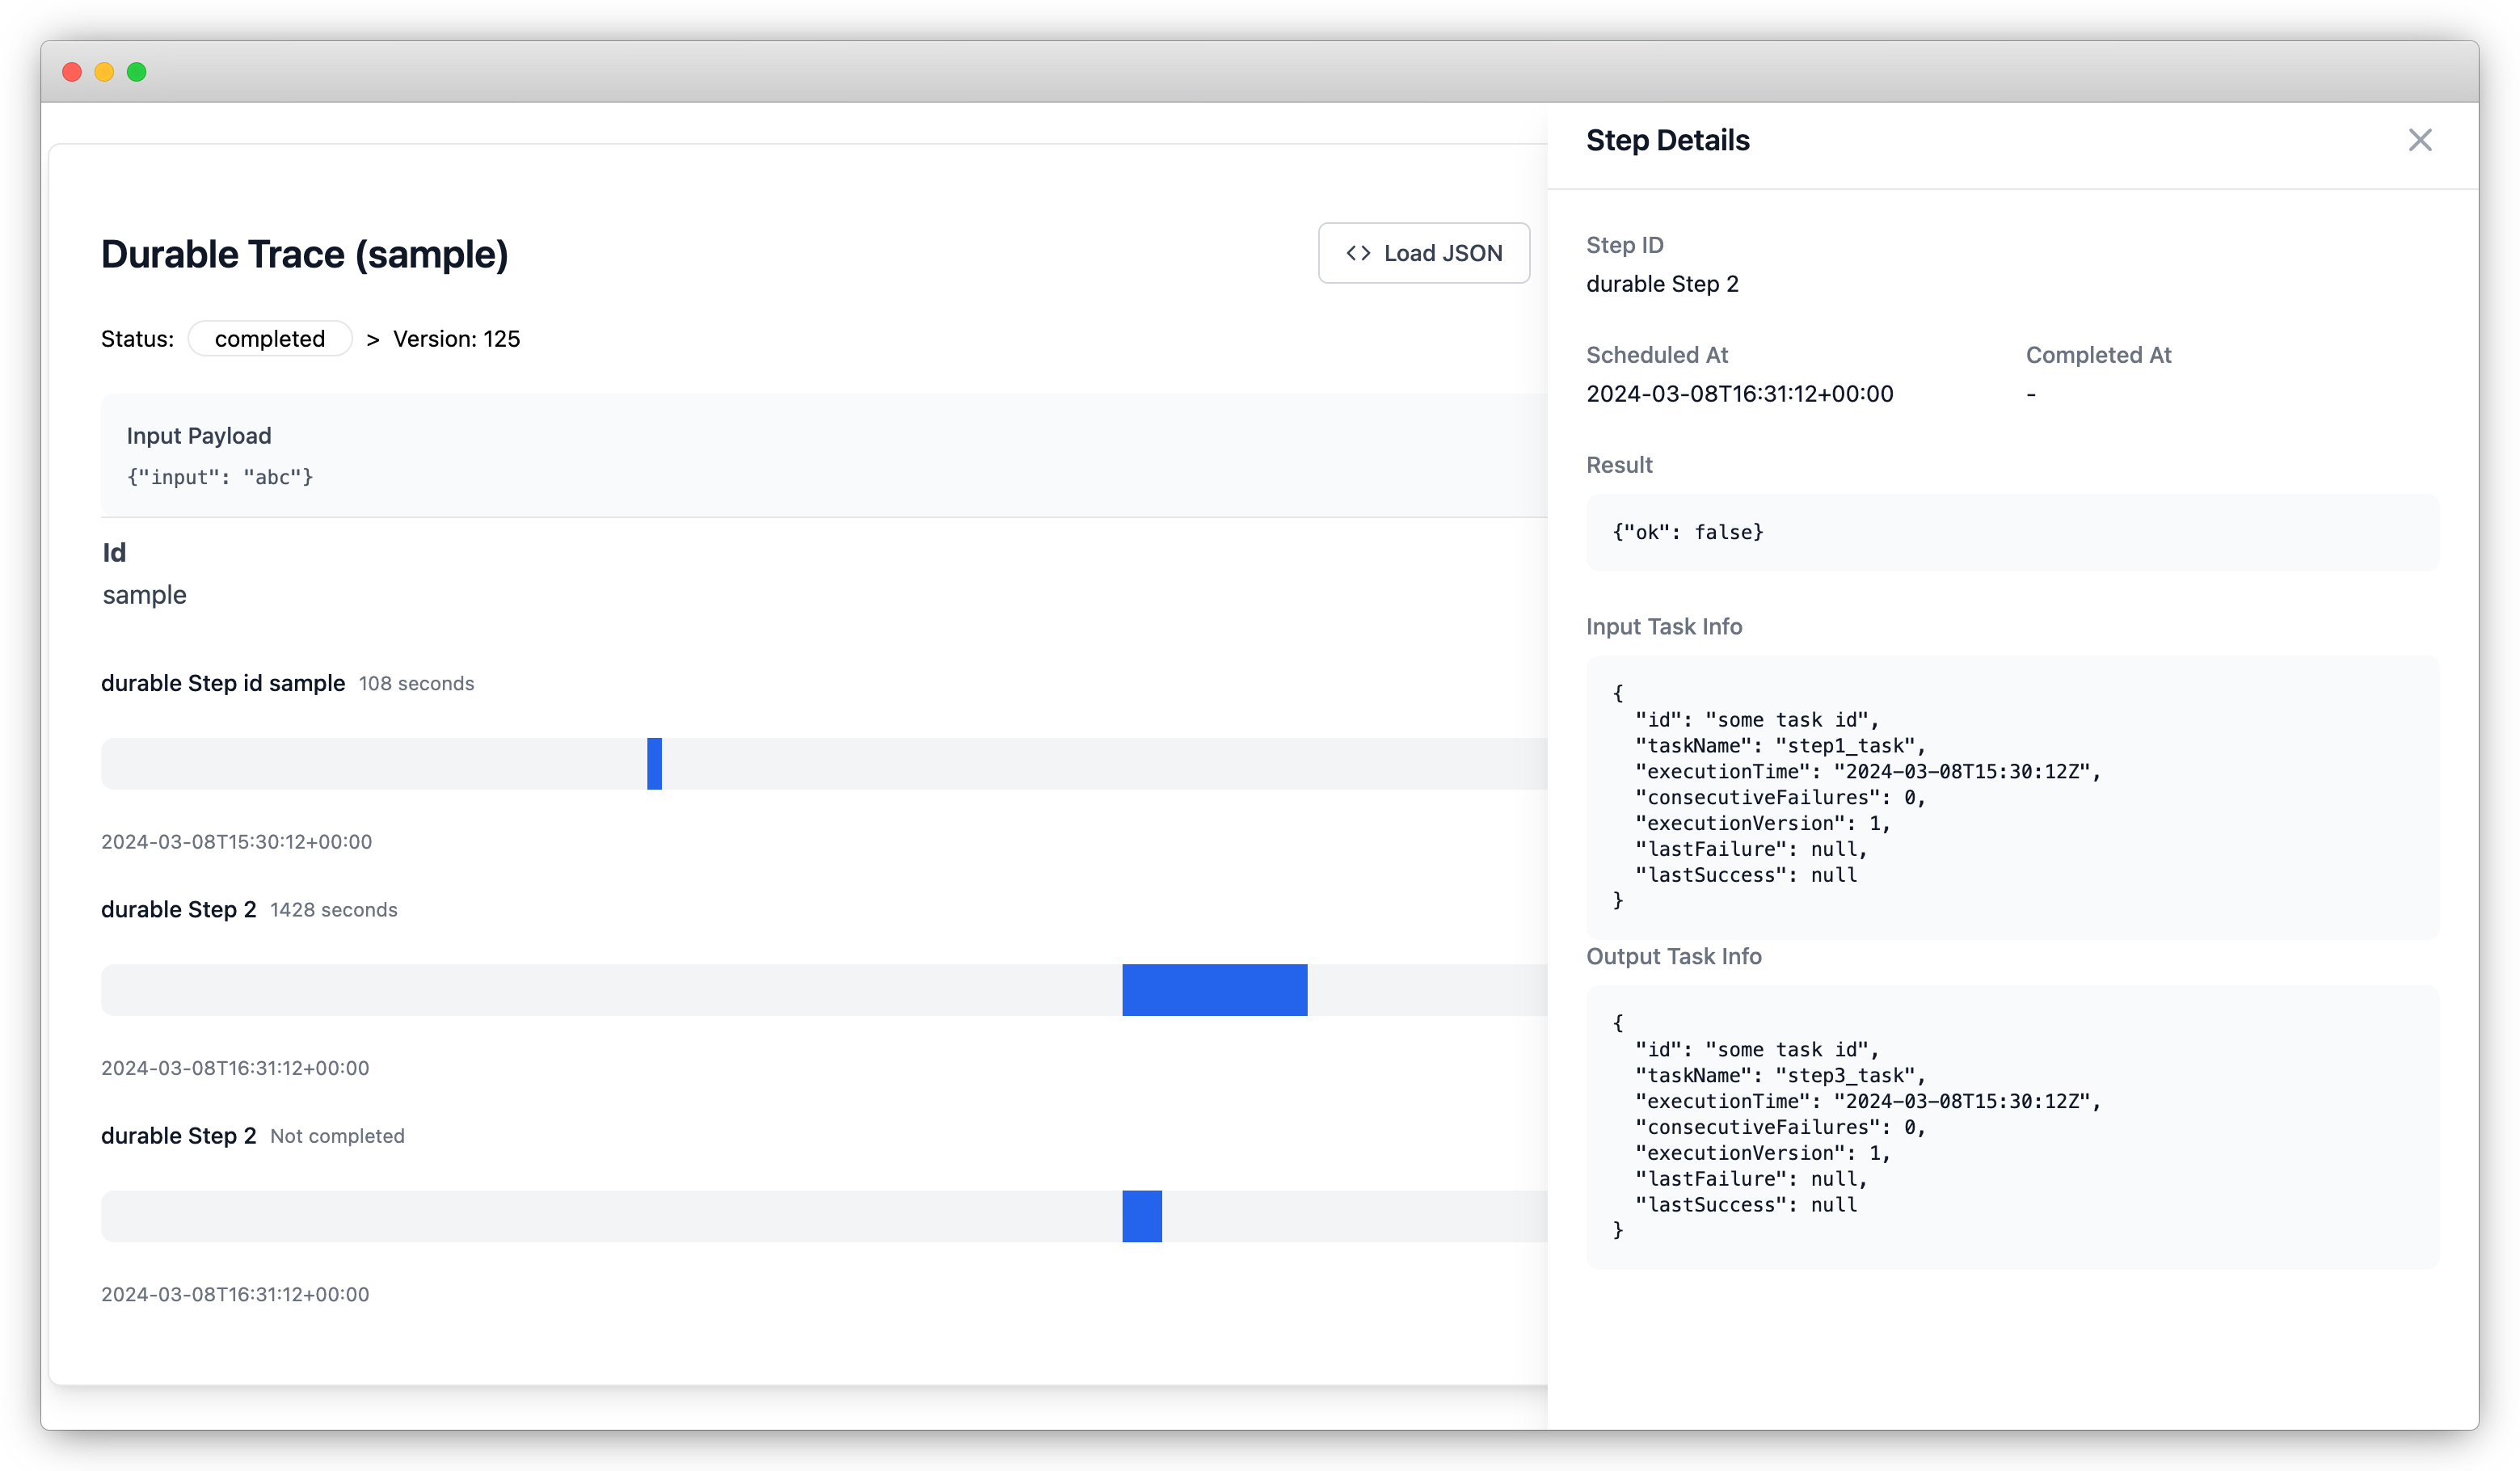 Durable Trace (sample)
<> Load JSON
Status: completed > Version: 125
Input Payload
{"input": "abc"}
Id
sample
durable Step id sample 108 seconds
2024-03-08T15:30:12+00:00
durable Step 2 1428 seconds
2024-03-08T16:31:12+00:00
durable Step 2 Not completed
2024-03-08T16:31:12+00:00
Step Details
Step ID
durable Step 2
Scheduled At
2024-03-08T16:31:12+00:00
Completed At
-
Result
{"ok": false}
Input Task Info
{
  "id": "some task id",
  "taskName": "step1_task",
  "executionTime": "2024-03-08T15:30:12Z",
  "consecutiveFailures": 0,
  "executionVersion": 1,
  "lastFailure": null,
  "lastSuccess": null
}
Output Task Info
{
  "id": "some task id",
  "taskName": "step3_task",
  "executionTime": "2024-03-08T15:30:12Z",
  "consecutiveFailures": 0,
  "executionVersion": 1,
  "lastFailure": null,
  "lastSuccess": null
}